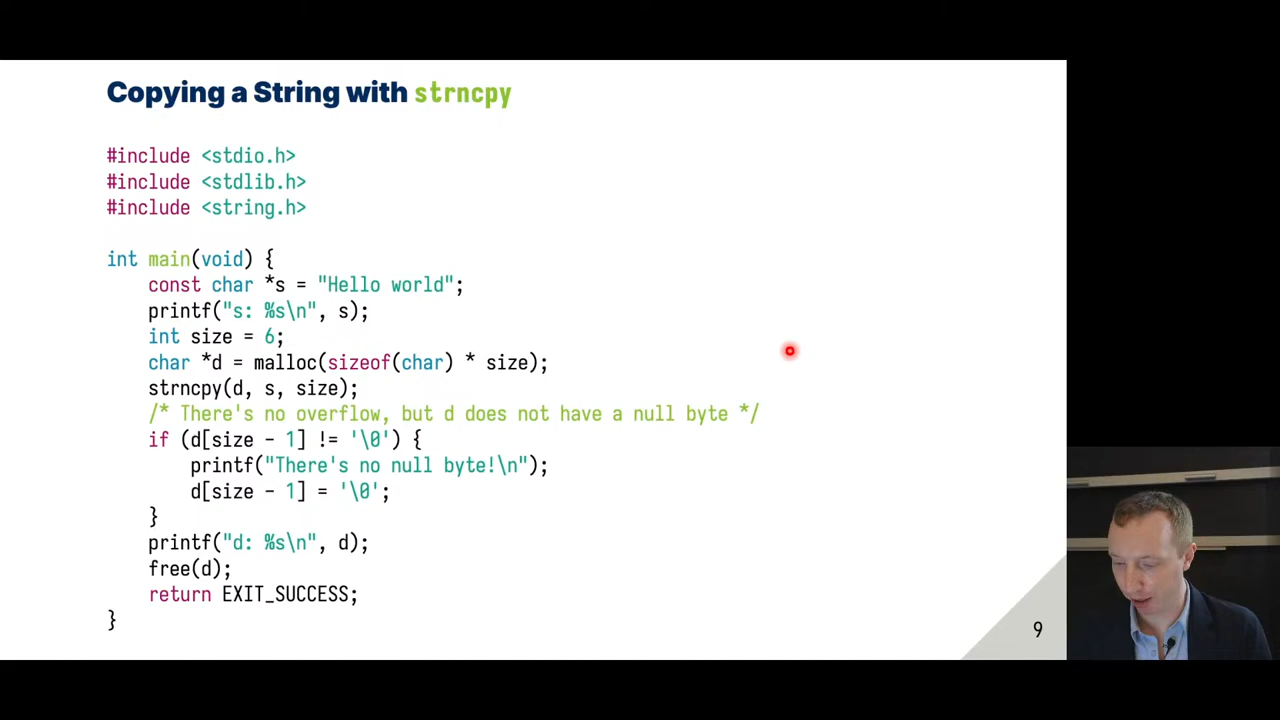 Copying a String with strncpy
#include <stdio.h>
#include <stdlib.h>
#include <string.h>
int main(void) {
    const char *s = "Hello world";
    printf("s: %s\n", s);
    int size = 6;
    char *d = malloc(sizeof(char) * size);
    strncpy(d, s, size);
    /* There's no overflow, but d does not have a null byte */
    if (d[size - 1] != '\0') {
        printf("There's no null byte!\n");
        d[size - 1] = '\0';
    }
    printf("d: %s\n", d);
    free(d);
    return EXIT_SUCCESS;
}
9